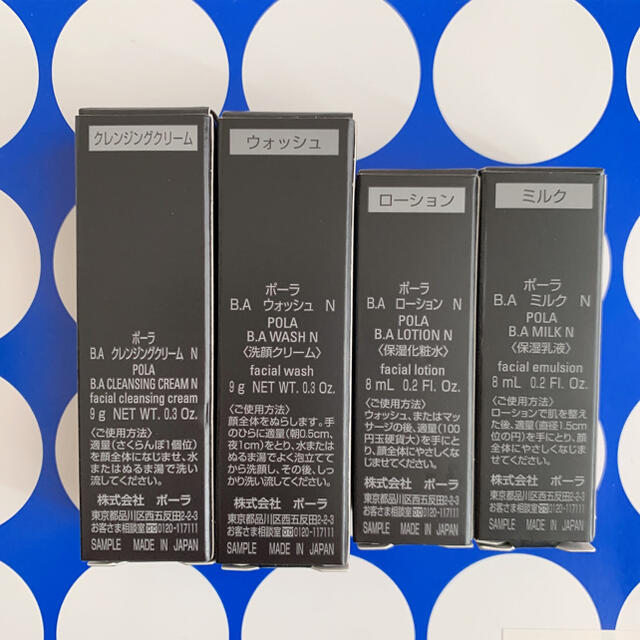 クレンジングクリーム
ポーラ
B.A クレンジングクリーム N
POLA
B.A CLEANSING CREAM N
facial cleansing cream
9 g NET WT. 0.3 Oz.
〈ご使用方法〉
適量(さくらんぼ1個位)
を顔全体になじませ、水
またはぬるま湯で洗い
流してください。
株式会社 ポーラ
東京都品川区西五反田2-2-3
お客さま相談室 0120-117111
SAMPLE MADE IN JAPAN
ウォッシュ
ポーラ
B.A ウォッシュ N
POLA
B.A WASH N
〈洗顔クリーム〉
facial wash
9 g NET WT. 0.3 Oz.
〈ご使用方法〉
顔全体をぬらします。手
のひらに適量(朝0.5cm、
夜1cm)をとり、水または
ぬるま湯でよく泡立てて
から洗顔し、その後、しっ
かり洗い流してください。
株式会社 ポーラ
東京都品川区西五反田2-2-3
お客さま相談室 0120-117111
SAMPLE MADE IN JAPAN
ローション
ポーラ
B.A ローション N
POLA
B.A LOTION N
〈保湿化粧水〉
facial lotion
8 mL 0.2 Fl. Oz.
〈ご使用方法〉
ウォッシュ、またはマッ
サージの後、適量(100
円玉硬貨大)を手にと
り、顔全体にやさしくな
じませてください。
株式会社 ポーラ
東京都品川区西五反田2-2-3
お客さま相談室 0120-117111
SAMPLE MADE IN JAPAN
ミルク
ポーラ
B.A ミルク N
POLA
B.A MILK N
〈保湿乳液〉
facial emulsion
8 mL 0.2 Fl. Oz.
〈ご使用方法〉
ローションで肌を整え
た後、適量(直径1.5cm
位の円)を手にとり、顔
全体にやさしくなじま
せてください。
株式会社 ポーラ
東京都品川区西五反田2-2-3
お客さま相談室 0120-117111
SAMPLE MADE IN JAPAN